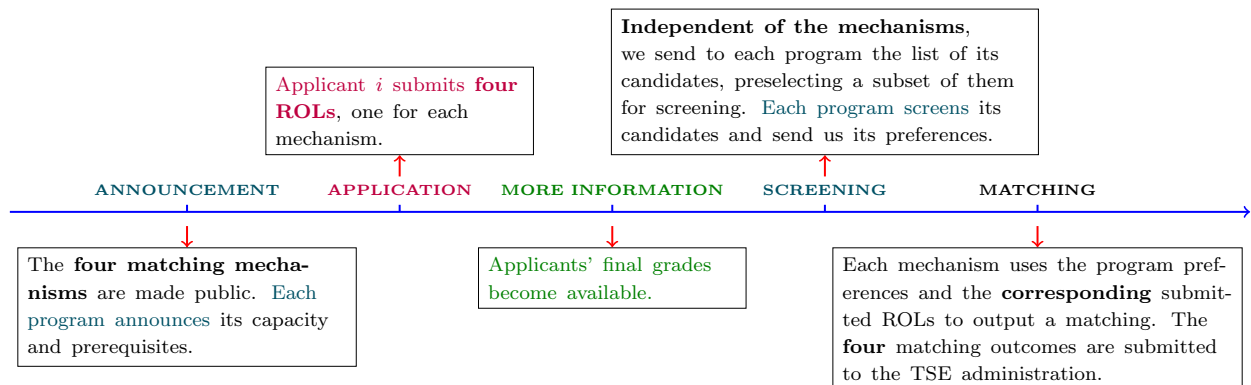 Independent of the mechanisms,
we send to each program the list of its
candidates, preselecting a subset of them
for screening. Each program screens its
candidates and send us its preferences.
Applicant i submits four
ROLs, one for each
mechanism.
ANNOUNCEMENT
APPLICATION
MORE INFORMATION
SCREENING
MATCHING
The four matching mecha-
nisms are made public. Each
program announces its capacity
and prerequisites.
Applicants' final grades
become available.
Each mechanism uses the program pref-
erences and the corresponding submit-
ted ROLs to output a matching. The
four matching outcomes are submitted
to the TSE administration.